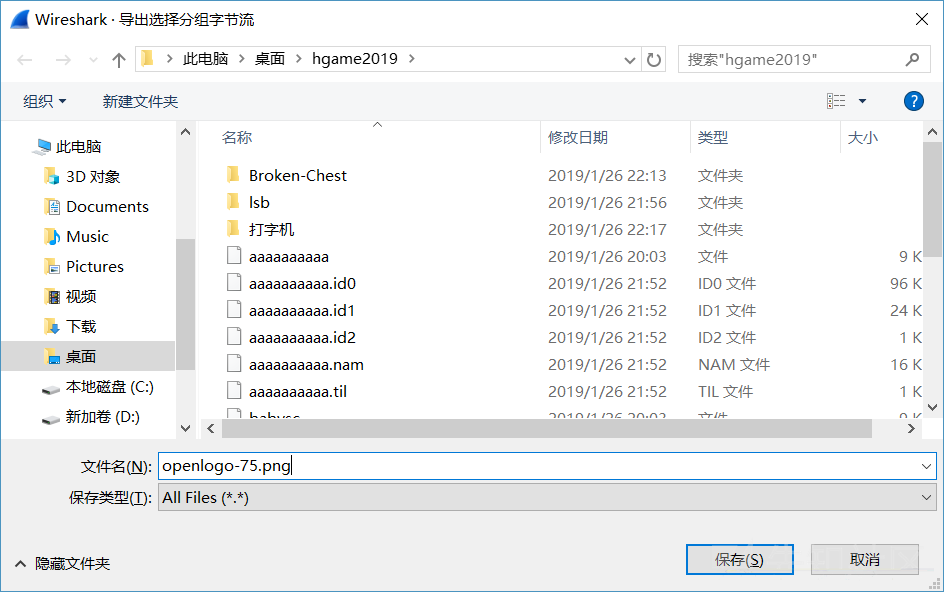 Wireshark · 导出选择分组字节流
此电脑 > 桌面 > hgame2019 >
搜索"hgame2019"
组织 新建文件夹 ?
此电脑
3D 对象
Documents
Music
Pictures
视频
下载
桌面
本地磁盘 (C:)
新加卷 (D:)
名称 修改日期 类型 大小
Broken-Chest 2019/1/26 22:13 文件夹
lsb 2019/1/26 21:56 文件夹
打字机 2019/1/26 22:17 文件夹
aaaaaaaaaa 2019/1/26 20:03 文件 9 K
aaaaaaaaaa.id0 2019/1/26 21:52 ID0 文件 96 K
aaaaaaaaaa.id1 2019/1/26 21:52 ID1 文件 24 K
aaaaaaaaaa.id2 2019/1/26 21:52 ID2 文件 1 K
aaaaaaaaaa.nam 2019/1/26 21:52 NAM 文件 16 K
aaaaaaaaaa.til 2019/1/26 21:52 TIL 文件 1 K
2019/1/26 20:03 文件 9 K
文件名(N): openlogo-75.png
保存类型(T): All Files (*.*)
隐藏文件夹
保存(S) 取消